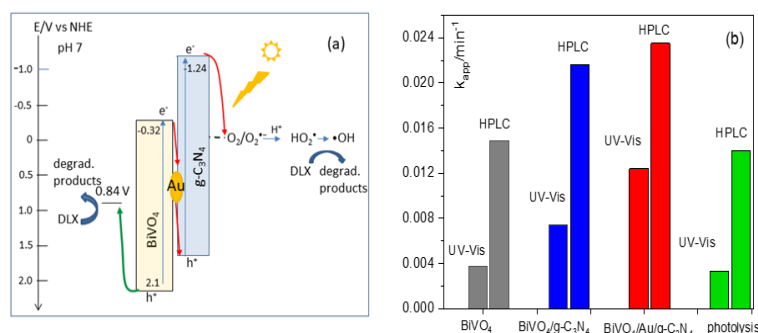 E/V vs NHE
pH 7
(a)
-1.0
-0.5
0
0.5
1.0
1.5
2.0
e⁻
-1.24
g-C₃N₄
e⁻
-0.32
BiVO₄
2.1
h⁺
Au
h⁺
O₂/O₂•⁻ H⁺ HO₂• •OH
DLX degrad.
products
degrad.
products
0.84 V
DLX
(b)
kapp/min⁻¹
0.024
0.020
0.016
0.012
0.008
0.004
0.000
UV-Vis
HPLC
UV-Vis
HPLC
UV-Vis
HPLC
UV-Vis
HPLC
BiVO₄
BiVO₄/g-C₃N₄
BiVO₄/Au/g-C₃N₄
photolysis